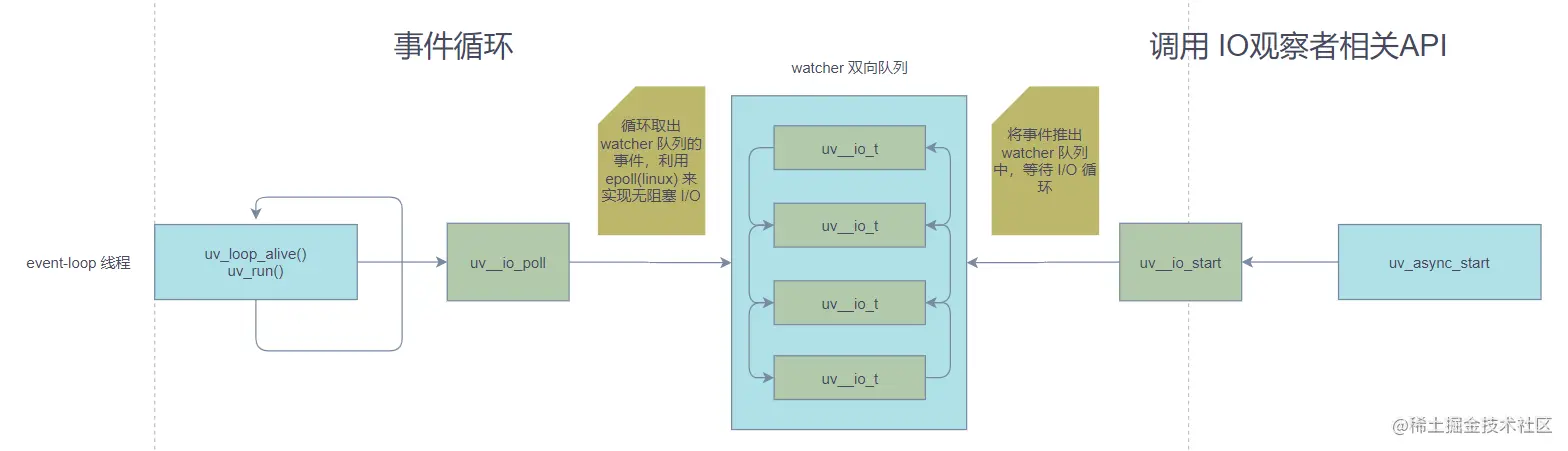 事件循环
调用 IO观察者相关API
watcher 双向队列
循环取出
watcher 队列的
事件，利用
epoll(linux) 来
实现无阻塞 I/O
将事件推出
watcher 队列
中，等待 I/O 循
环
event-loop 线程
uv_loop_alive()
uv_run()
uv__io_poll
uv__io_t
uv__io_t
uv__io_t
uv__io_t
uv__io_start
uv_async_start
@稀土掘金技术社区